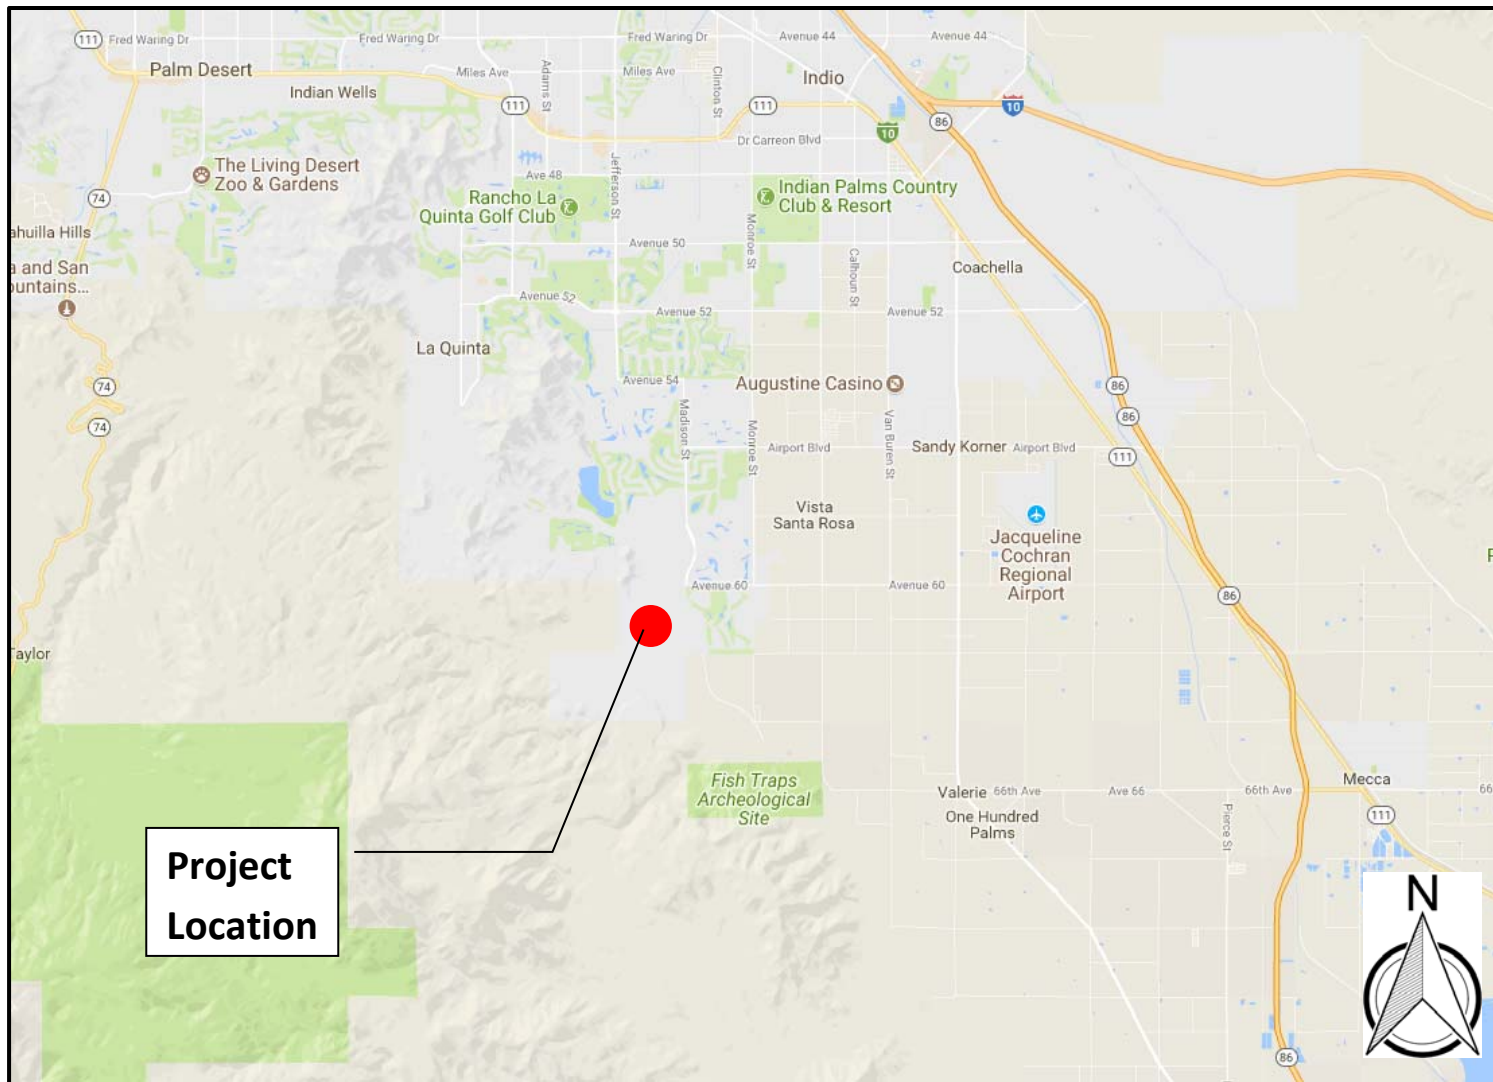 111
Fred Waring Dr
Fred Waring Dr
Fred Waring Dr
Avenue 44
Avenue 44
Palm Desert
Miles Ave
Adams St
Miles Ave
Clinton St
Indio
Indian Wells
111
111
10
86
10
Dr Carreon Blvd
The Living Desert
Zoo & Gardens
Jefferson St
Ave 48
74
Rancho La
Quinta Golf Club
Indian Palms Country
Club & Resort
Monroe St
ahuilla Hills
Avenue 50
Calhoun St
Coachella
a and San
ountains...
Avenue 52
Avenue 52
Avenue 52
La Quinta
74
Avenue 54
Augustine Casino
86
74
Madison St
Monroe St
Van Buren St
86
Airport Blvd
Sandy Korner
Airport Blvd
111
Vista
Santa Rosa
Jacqueline
Cochran
Regional
Airport
Avenue 60
Avenue 60
86
Taylor
Fish Traps
Archeological
Site
Valerie
66th Ave
Ave 66
66th Ave
Mecca
66
One Hundred
Palms
Pierce St
111
Project
Location
N
86